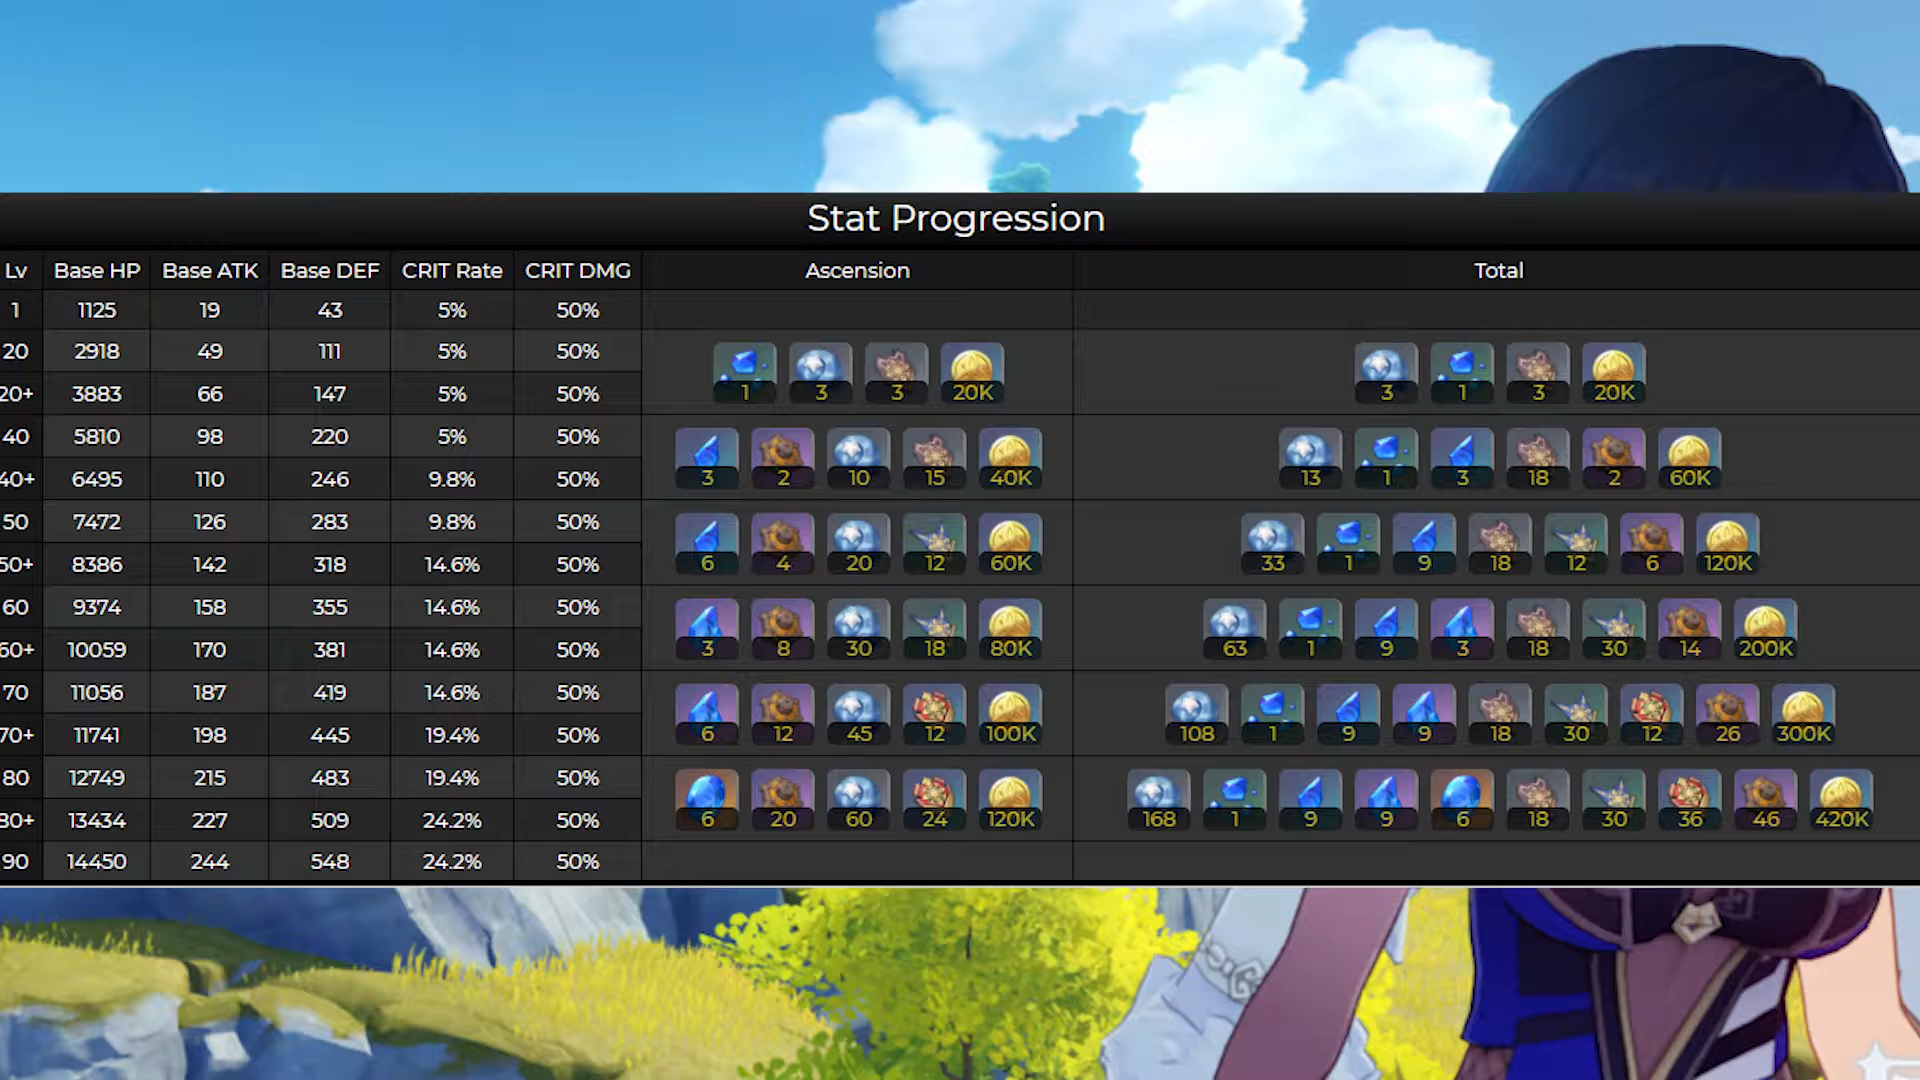 Stat Progression
Lv Base HP Base ATK Base DEF CRIT Rate CRIT DMG Ascension Total
1 1125 19 43 5% 50%
20 2918 49 111 5% 50%
1 3 3 20K 3 1 3 20K
20+ 3883 66 147 5% 50%
40 5810 98 220 5% 50%
3 2 10 15 40K 13 1 3 18 2 60K
40+ 6495 110 246 9.8% 50%
50 7472 126 283 9.8% 50%
6 4 20 12 60K 33 1 9 18 12 6 120K
50+ 8386 142 318 14.6% 50%
60 9374 158 355 14.6% 50%
3 8 30 18 80K 63 1 9 3 18 30 14 200K
60+ 10059 170 381 14.6% 50%
70 11056 187 419 14.6% 50%
6 12 45 12 100K 108 1 9 9 18 30 12 26 300K
70+ 11741 198 445 19.4% 50%
80 12749 215 483 19.4% 50%
6 20 60 24 120K 168 1 9 9 6 18 30 36 46 420K
80+ 13434 227 509 24.2% 50%
90 14450 244 548 24.2% 50%